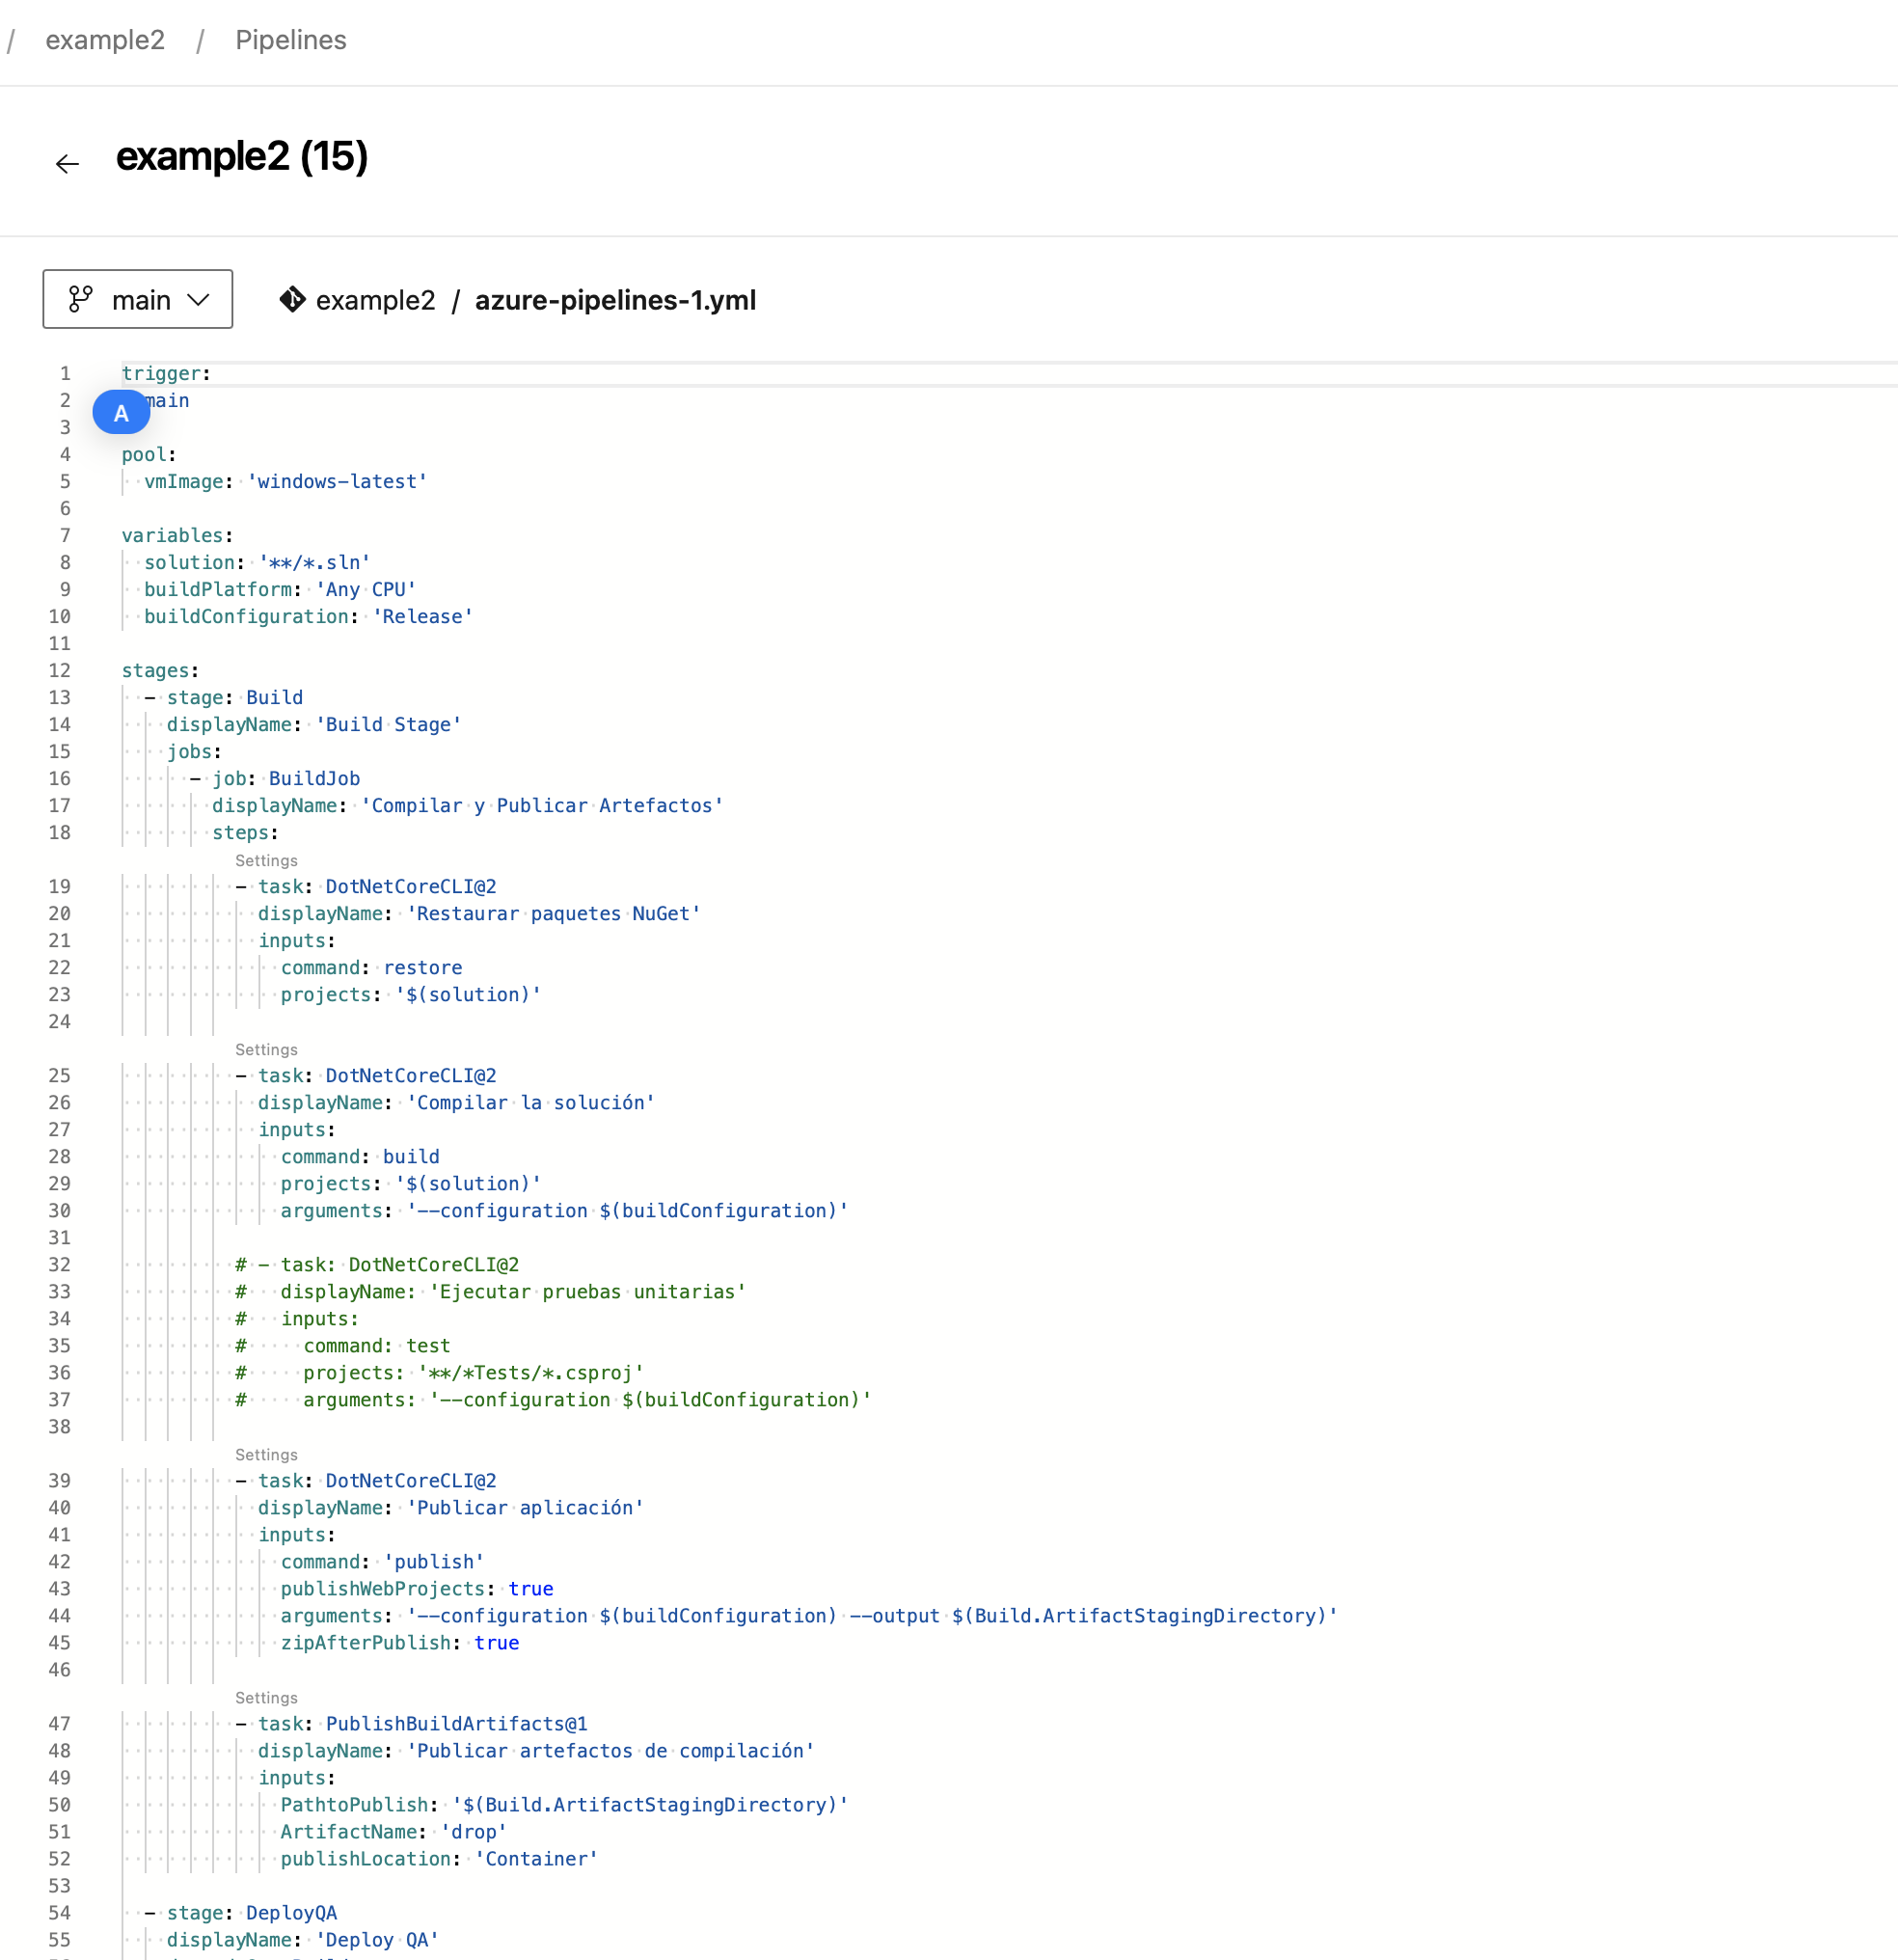 / example2 / Pipelines
example2 (15)
main example2 / azure-pipelines-1.yml
1 trigger:
2 main
A
3
4 pool:
5   vmImage: 'windows-latest'
6
7 variables:
8   solution: '**/*.sln'
9   buildPlatform: 'Any CPU'
10   buildConfiguration: 'Release'
11
12 stages:
13   - stage: Build
14     displayName: 'Build Stage'
15     jobs:
16       - job: BuildJob
17         displayName: 'Compilar y Publicar Artefactos'
18         steps:
Settings
19           - task: DotNetCoreCLI@2
20             displayName: 'Restaurar paquetes NuGet'
21             inputs:
22               command: restore
23               projects: '$(solution)'
24
Settings
25           - task: DotNetCoreCLI@2
26             displayName: 'Compilar la solución'
27             inputs:
28               command: build
29               projects: '$(solution)'
30               arguments: '--configuration $(buildConfiguration)'
31
32           # - task: DotNetCoreCLI@2
33           #   displayName: 'Ejecutar pruebas unitarias'
34           #   inputs:
35           #     command: test
36           #     projects: '**/*Tests/*.csproj'
37           #     arguments: '--configuration $(buildConfiguration)'
38
Settings
39           - task: DotNetCoreCLI@2
40             displayName: 'Publicar aplicación'
41             inputs:
42               command: 'publish'
43               publishWebProjects: true
44               arguments: '--configuration $(buildConfiguration) --output $(Build.ArtifactStagingDirectory)'
45               zipAfterPublish: true
46
Settings
47           - task: PublishBuildArtifacts@1
48             displayName: 'Publicar artefactos de compilación'
49             inputs:
50               PathtoPublish: '$(Build.ArtifactStagingDirectory)'
51               ArtifactName: 'drop'
52               publishLocation: 'Container'
53
54   - stage: DeployQA
55     displayName: 'Deploy QA'